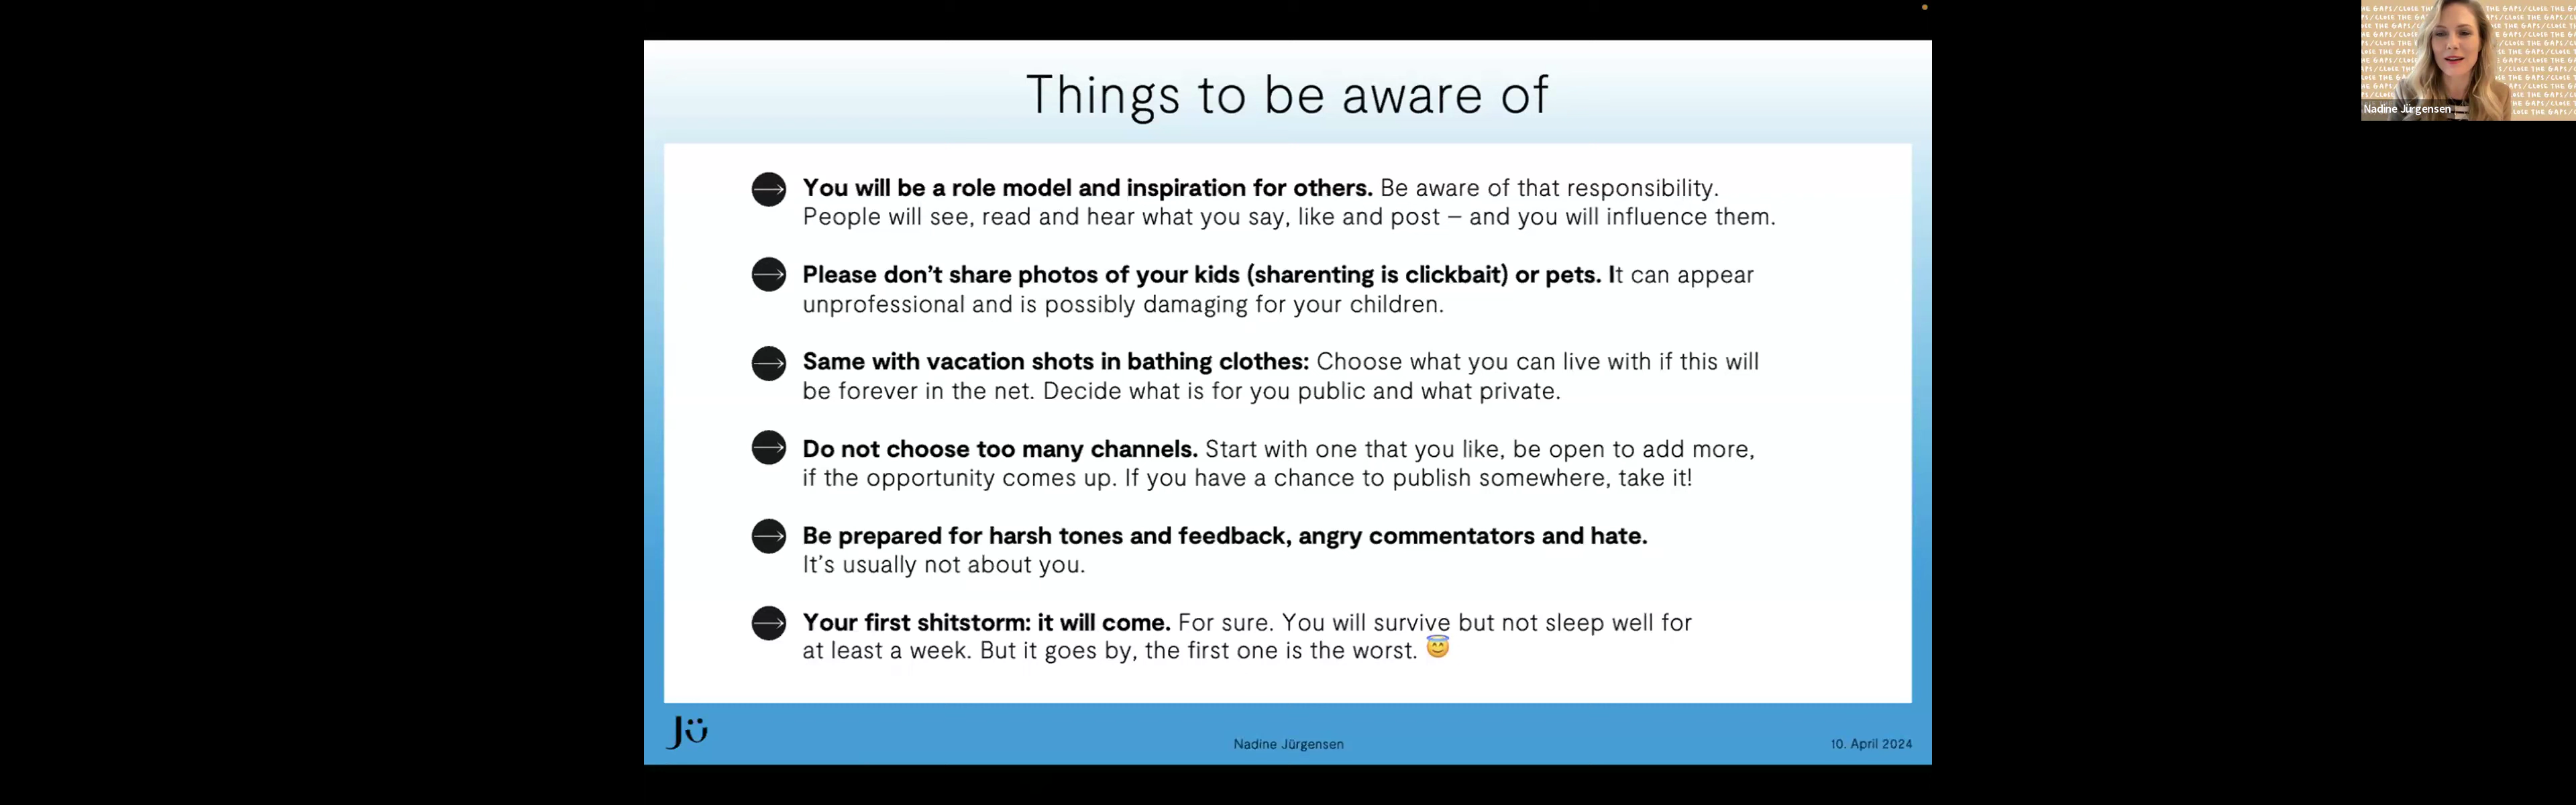 Things to be aware of
You will be a role model and inspiration for others. Be aware of that responsibility.
People will see, read and hear what you say, like and post – and you will influence them.
Please don’t share photos of your kids (sharenting is clickbait) or pets. It can appear
unprofessional and is possibly damaging for your children.
Same with vacation shots in bathing clothes: Choose what you can live with if this will
be forever in the net. Decide what is for you public and what private.
Do not choose too many channels. Start with one that you like, be open to add more,
if the opportunity comes up. If you have a chance to publish somewhere, take it!
Be prepared for harsh tones and feedback, angry commentators and hate.
It’s usually not about you.
Your first shitstorm: it will come. For sure. You will survive but not sleep well for
at least a week. But it goes by, the first one is the worst. 😇
Jü
Nadine Jürgensen
10. April 2024
CLOSE THE GAPS/CLOSE THE GAPS
Nadine Jürgensen